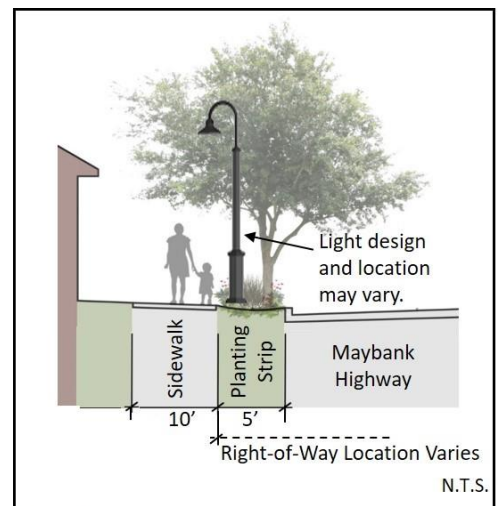 Light design
and location
may vary.
Sidewalk
Planting
Strip
Maybank
Highway
10’
5’
Right-of-Way Location Varies
N.T.S.